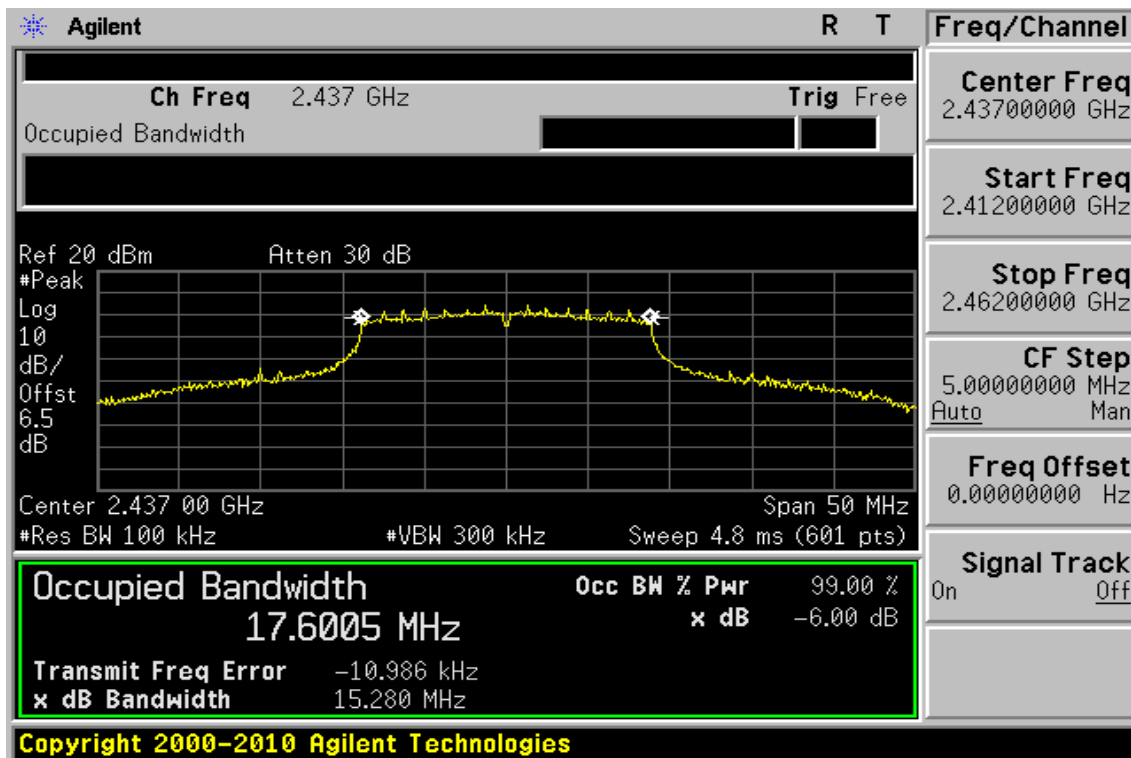 Agilent R T Freq/Channel
Ch Freq 2.437 GHz Trig Free
Occupied Bandwidth
Center Freq
2.43700000 GHz
Start Freq
2.41200000 GHz
Stop Freq
2.46200000 GHz
CF Step
5.00000000 MHz
Auto Man
Freq Offset
0.00000000 Hz
Signal Track
On Off
Ref 20 dBm Atten 30 dB
#Peak
Log
10
dB/
Offst
6.5
dB
Center 2.437 00 GHz Span 50 MHz
#Res BW 100 kHz #VBW 300 kHz Sweep 4.8 ms (601 pts)
Occupied Bandwidth Occ BW % Pwr 99.00 %
17.6005 MHz x dB -6.00 dB
Transmit Freq Error -10.986 kHz
x dB Bandwidth 15.280 MHz
Copyright 2000-2010 Agilent Technologies